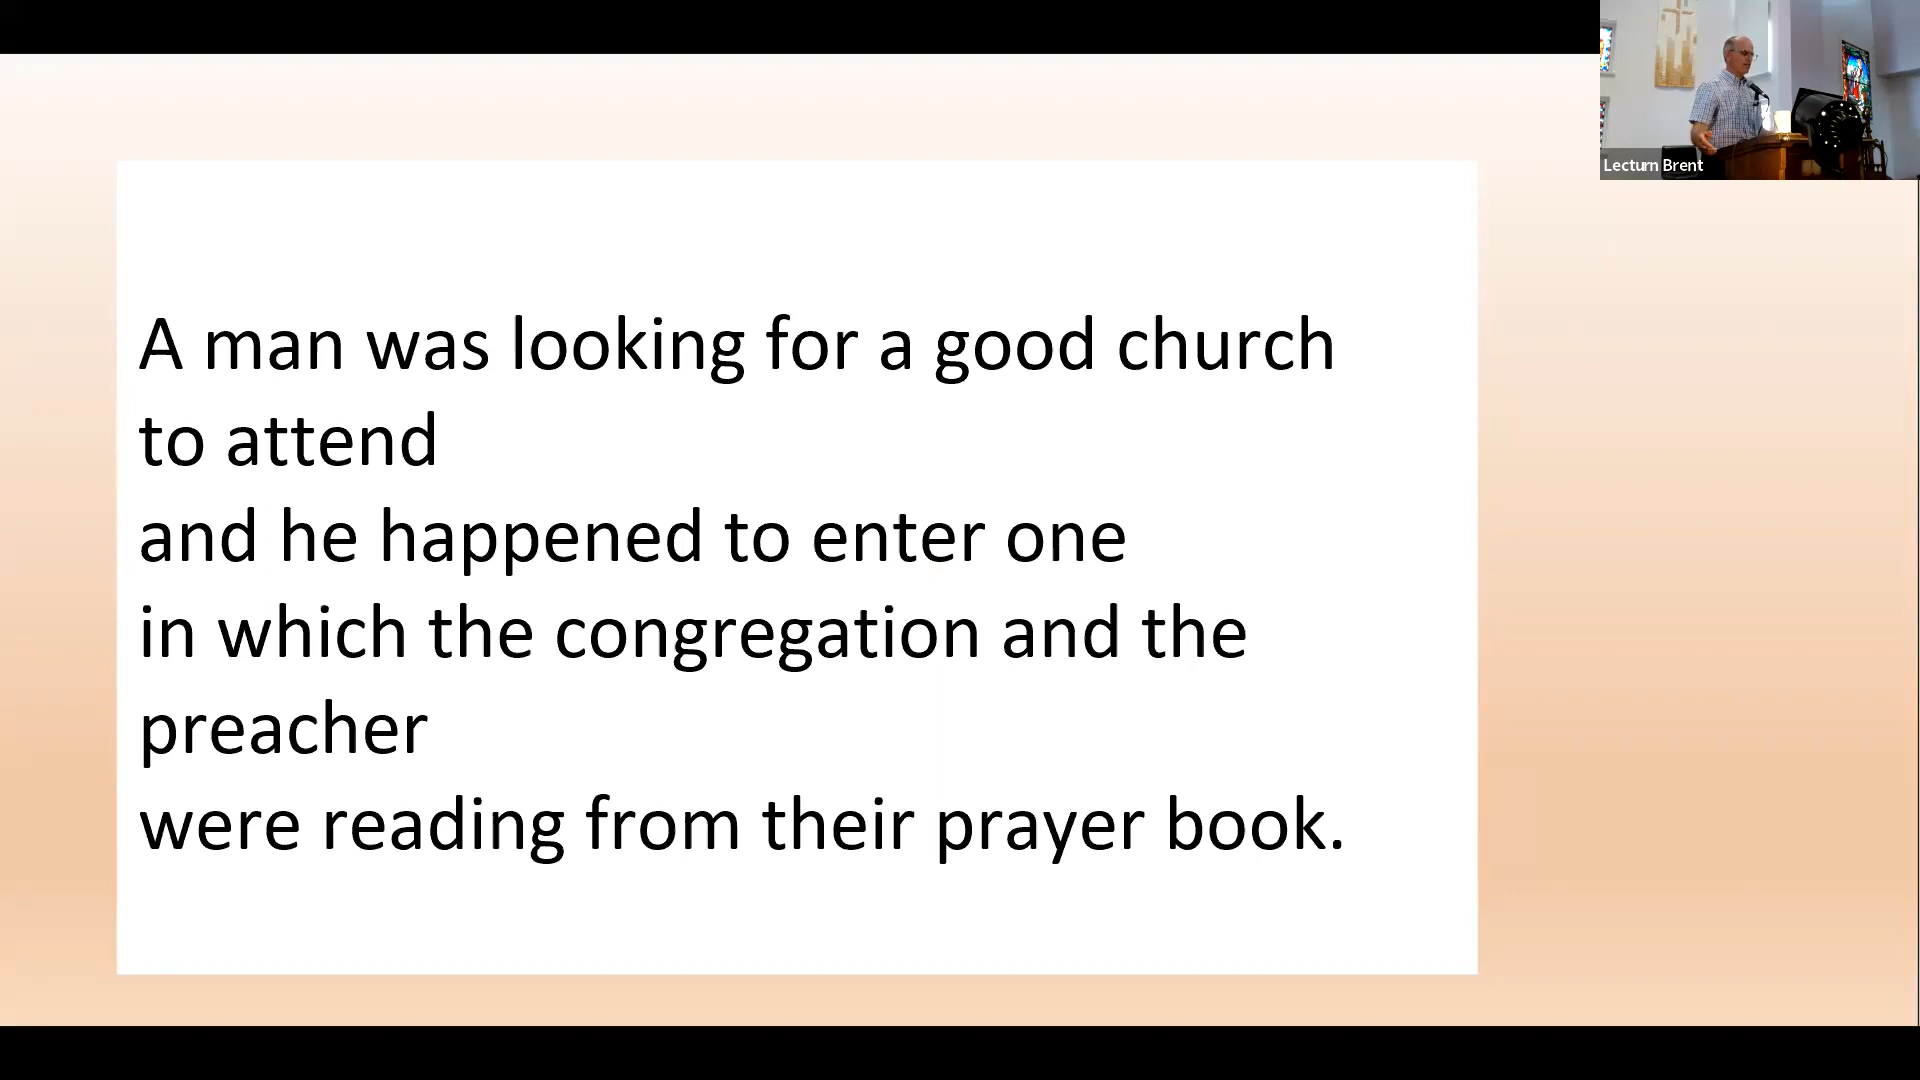 Lecturn Brent
A man was looking for a good church
to attend
and he happened to enter one
in which the congregation and the
preacher
were reading from their prayer book.